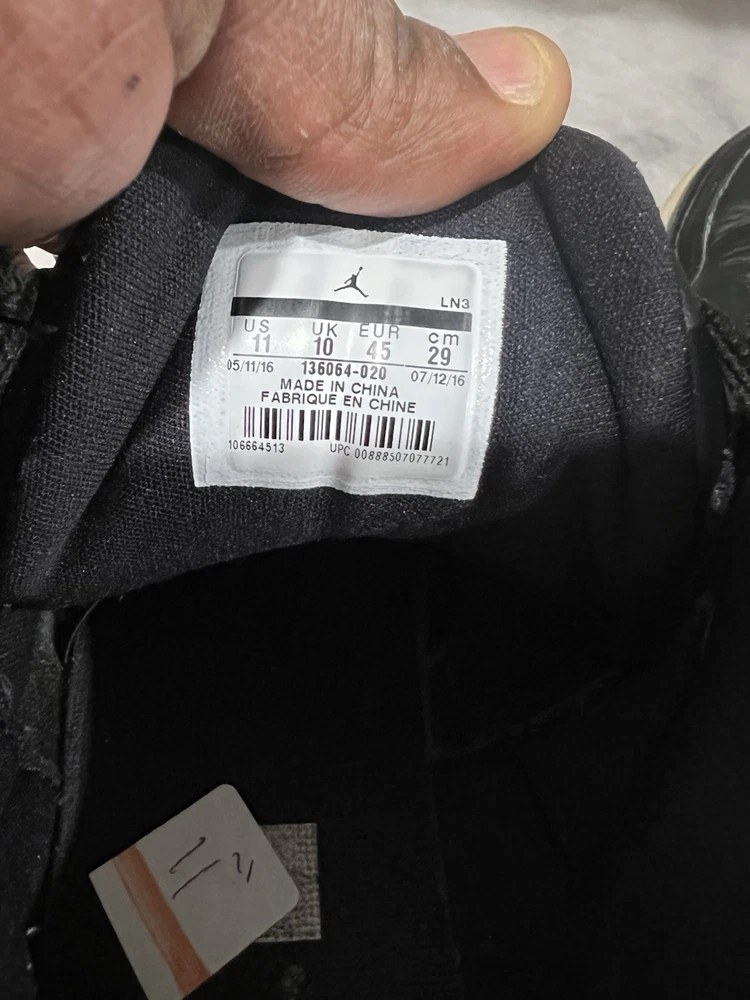 LN3
US UK EUR cm
11 10 45 29
05/11/16 136064-020 07/12/16
MADE IN CHINA
FABRIQUE EN CHINE
106664513 UPC 00888507077721